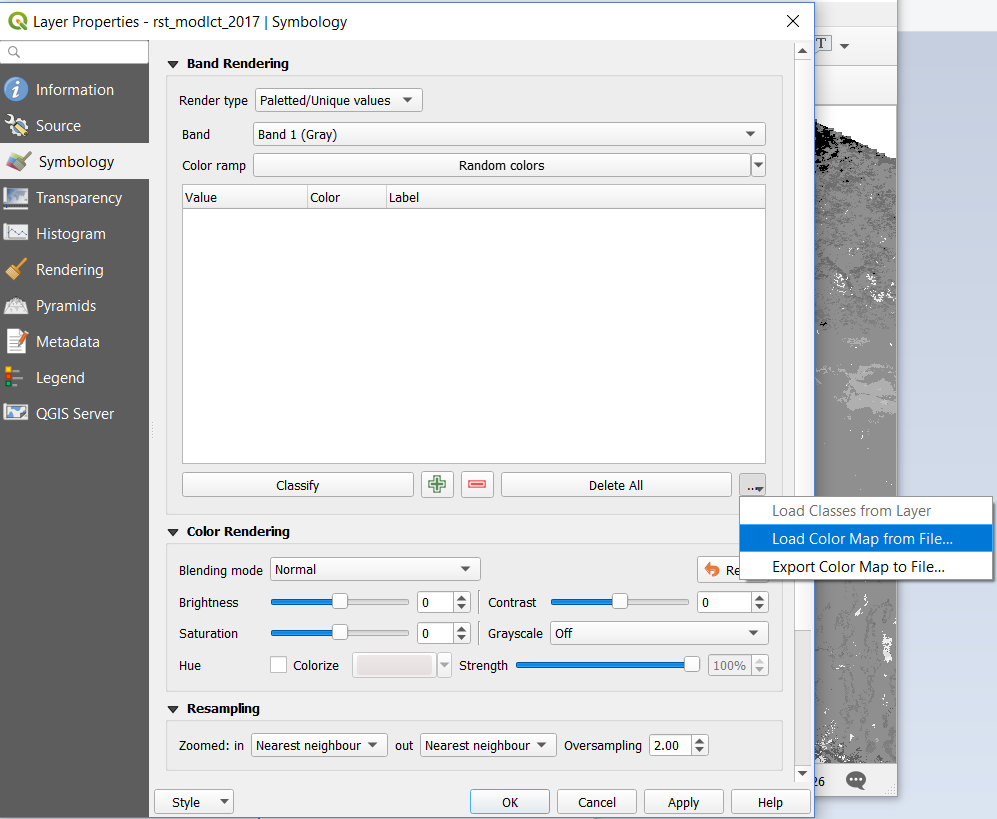 Layer Properties - rst_modlct_2017 | Symbology
Information
Source
Symbology
Transparency
Histogram
Rendering
Pyramids
Metadata
Legend
QGIS Server
Band Rendering
Render type Paletted/Unique values
Band Band 1 (Gray)
Color ramp Random colors
Value Color Label
Classify Delete All ...
Load Classes from Layer
Load Color Map from File...
Export Color Map to File...
Color Rendering
Blending mode Normal Re
Brightness 0 Contrast 0
Saturation 0 Grayscale Off
Hue Colorize Strength 100%
Resampling
Zoomed: in Nearest neighbour out Nearest neighbour Oversampling 2.00
Style OK Cancel Apply Help
T
26